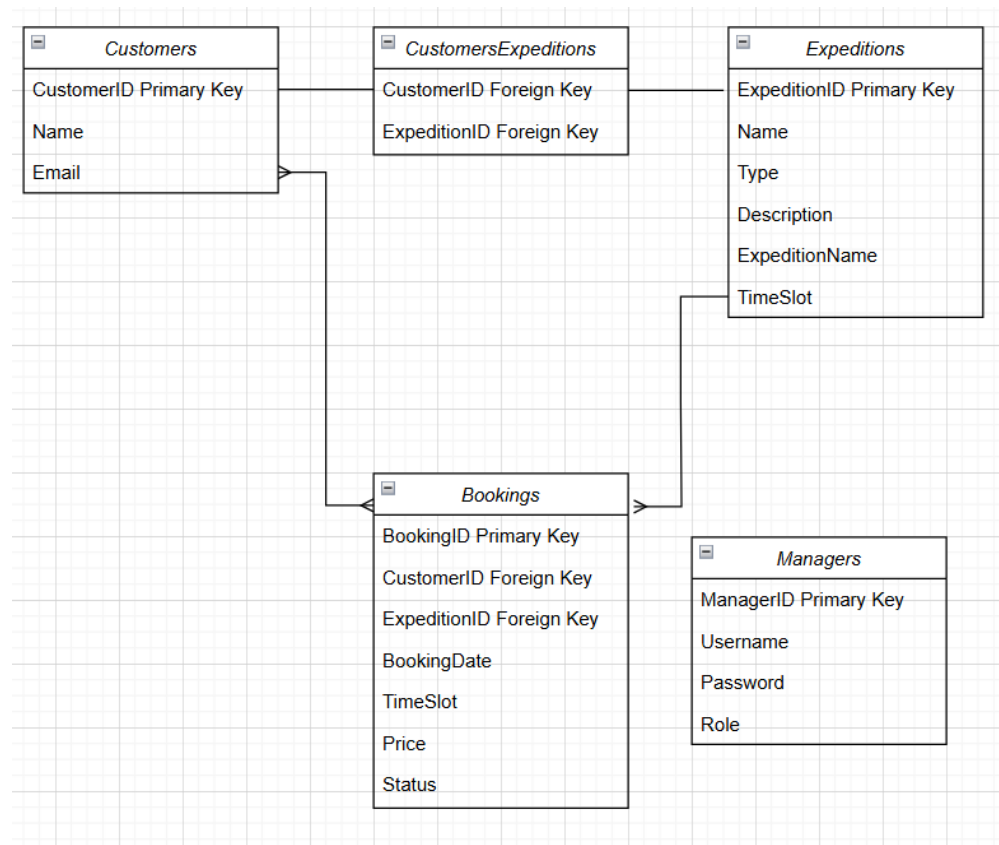 Customers
CustomerID Primary Key
Name
Email
CustomersExpeditions
CustomerID Foreign Key
ExpeditionID Foreign Key
Expeditions
ExpeditionID Primary Key
Name
Type
Description
ExpeditionName
TimeSlot
Bookings
BookingID Primary Key
CustomerID Foreign Key
ExpeditionID Foreign Key
BookingDate
TimeSlot
Price
Status
Managers
ManagerID Primary Key
Username
Password
Role